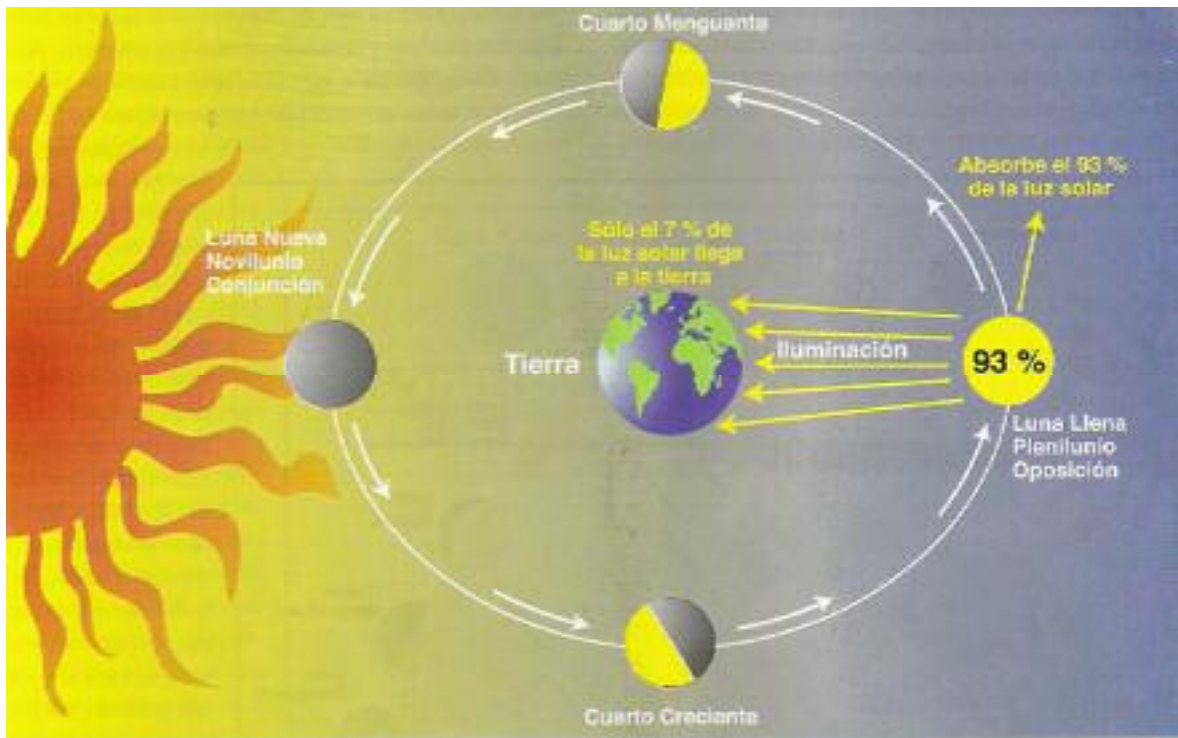 Cuarto Menguante
Absorbe el 93 %
de la luz solar
Luna Nueva
Novilunio
Conjunción
Sólo el 7 % de
la luz solar llega
a la tierra
Tierra
Iluminación
93 %
Luna Llena
Plenilunio
Oposición
Cuarto Creciente